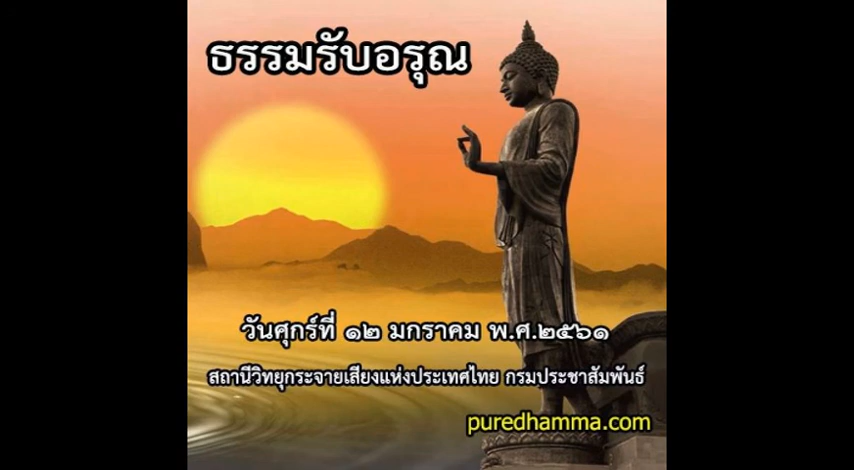 ธรรมรับอรุณ
วันศุกร์ที่ ๑๒ มกราคม พ.ศ.๒๕๖๑
สถานีวิทยุกระจายเสียงแห่งประเทศไทย กรมประชาสัมพันธ์
puredhamma.com